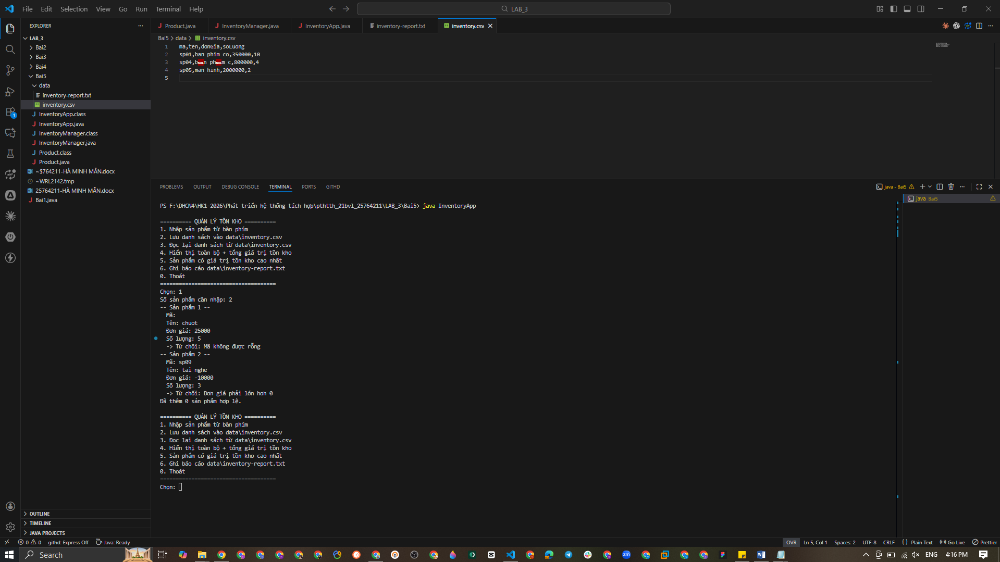 File Edit Selection View Go Run Terminal Help
LAB_3
EXPLORER
LAB_3
Bai2
Bai3
Bai4
Bai5
data
inventory-report.txt
inventory.csv
InventoryApp.class
InventoryApp.java
InventoryManager.class
InventoryManager.java
Product.class
Product.java
~$764211-HÀ MINH MẪN.docx
~WRL2142.tmp
25764211-HÀ MINH MẪN.docx
Bai1.java
OUTLINE
TIMELINE
JAVA PROJECTS
Product.java InventoryManager.java InventoryApp.java inventory-report.txt inventory.csv
Bai5 > data > inventory.csv
1 ma,ten,donGia,soLuong
2 sp01,ban phim co,350000,10
3 sp04,bNULn phNULm c,800000,4
4 sp05,man hinh,2000000,2
5
PROBLEMS OUTPUT DEBUG CONSOLE TERMINAL PORTS GITHD
java - Bai5
java Bai5
PS F:\DHCN4\HK1-2026\Phát triển hệ thống tích hợp\pthtth_21bvl_25764211\LAB_3\Bai5> java InventoryApp
========== QUẢN LÝ TỒN KHO ==========
1. Nhập sản phẩm từ bàn phím
2. Lưu danh sách vào data\inventory.csv
3. Đọc lại danh sách từ data\inventory.csv
4. Hiển thị toàn bộ + tổng giá trị tồn kho
5. Sản phẩm có giá trị tồn kho cao nhất
6. Ghi báo cáo data\inventory-report.txt
0. Thoát
=====================================
Chọn: 1
Số sản phẩm cần nhập: 2
-- Sản phẩm 1 --
Mã:
Tên: chuot
Đơn giá: 25000
Số lượng: 5
-> Từ chối: Mã không được rỗng
-- Sản phẩm 2 --
Mã: sp09
Tên: tai nghe
Đơn giá: -10000
Số lượng: 3
-> Từ chối: Đơn giá phải lớn hơn 0
Đã thêm 0 sản phẩm hợp lệ.
========== QUẢN LÝ TỒN KHO ==========
1. Nhập sản phẩm từ bàn phím
2. Lưu danh sách vào data\inventory.csv
3. Đọc lại danh sách từ data\inventory.csv
4. Hiển thị toàn bộ + tổng giá trị tồn kho
5. Sản phẩm có giá trị tồn kho cao nhất
6. Ghi báo cáo data\inventory-report.txt
0. Thoát
=====================================
Chọn:
0 0 githd: Express Off Java: Ready
OVR Ln 5, Col 1 Spaces: 2 UTF-8 CRLF Plain Text Go Live Prettier
Search
ENG 4:16 PM